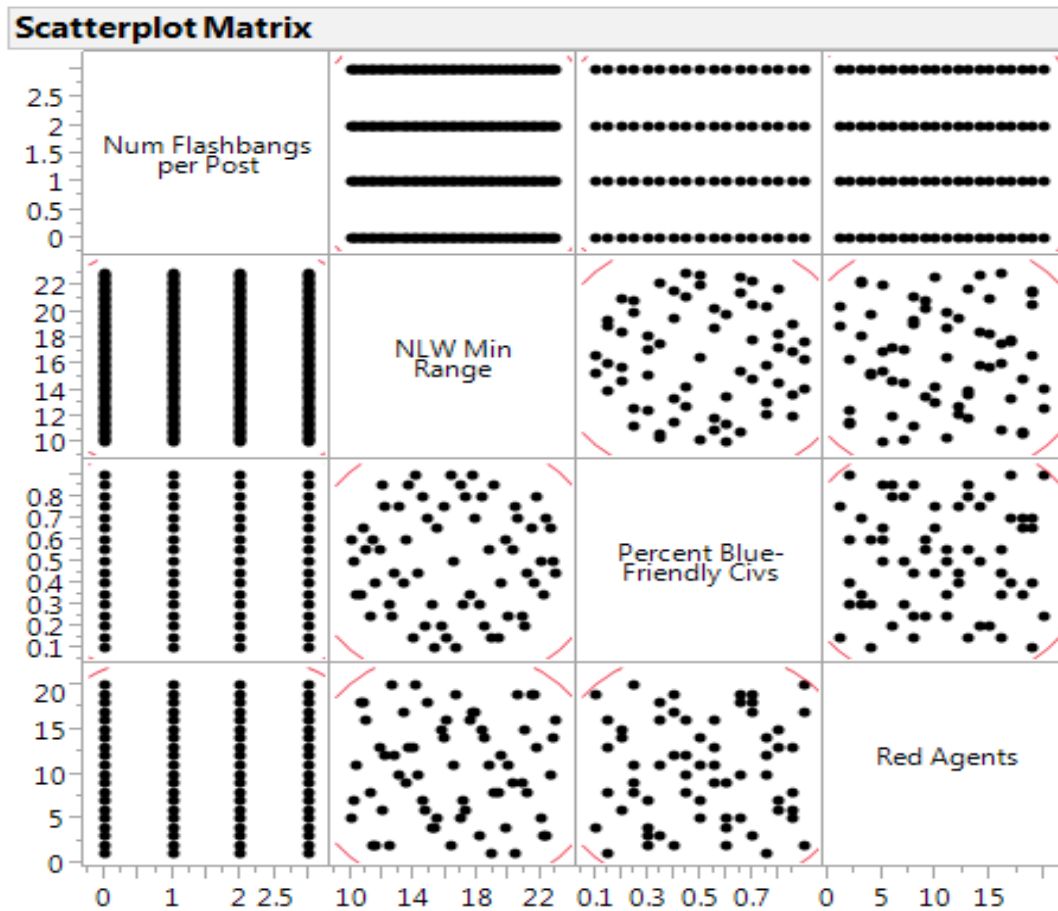 Scatterplot Matrix
2.5
2
1.5
1
0.5
0
Num Flashbangs
per Post
22
20
18
16
14
12
10
NLW Min
Range
0.8
0.7
0.6
0.5
0.4
0.3
0.2
0.1
Percent Blue-
Friendly Civs
20
15
10
5
0
Red Agents
0 1 2 2.5 10 14 18 22 0.1 0.3 0.5 0.7 0 5 10 15